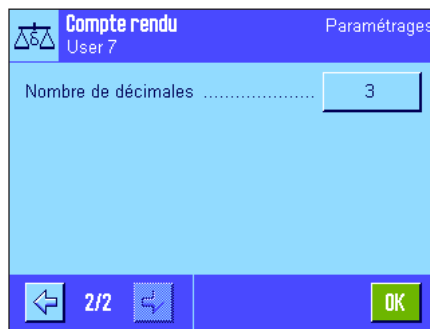 Compte rendu
Paramétrages
User 7
Nombre de décimales ..................... 3
2/2
OK